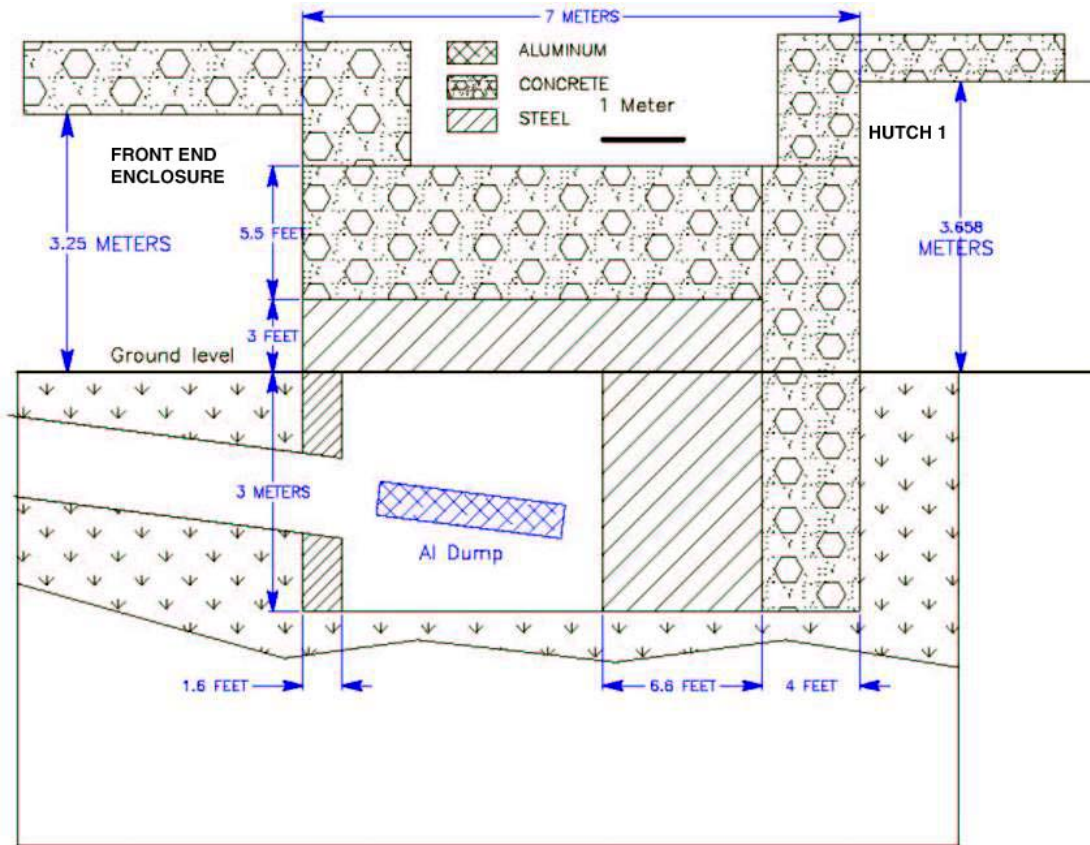 7 METERS
ALUMINUM
CONCRETE
STEEL
1 Meter
FRONT END
ENCLOSURE
HUTCH 1
3.25 METERS
5.5 FEET
3.658
METERS
3 FEET
Ground level
3 METERS
Al Dump
1.6 FEET
6.6 FEET
4 FEET